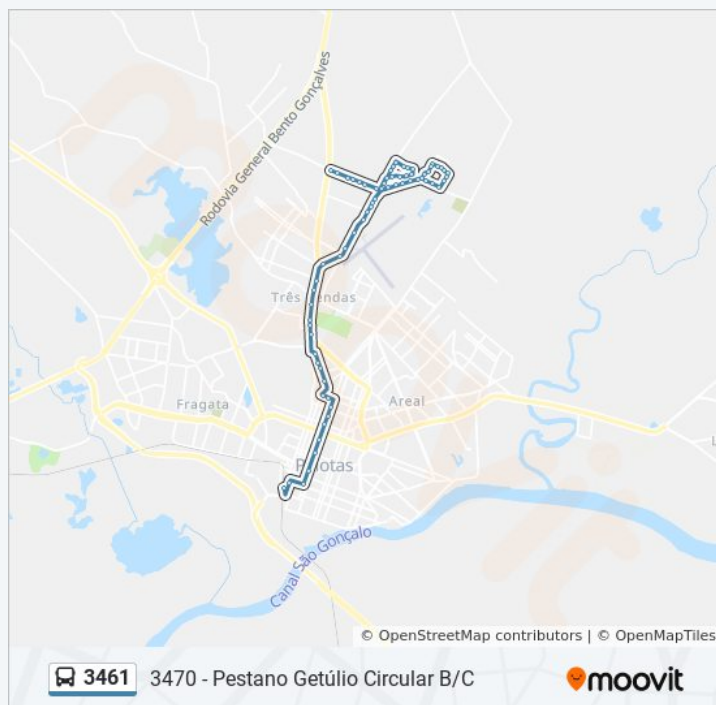 Rodovia General Bento Gonçalves
Três Vendas
Fragata
Areal
Pelotas
Canal São Gonçalo
L
© OpenStreetMap contributors | © OpenMapTiles
3461
3470 - Pestano Getúlio Circular B/C
moovit